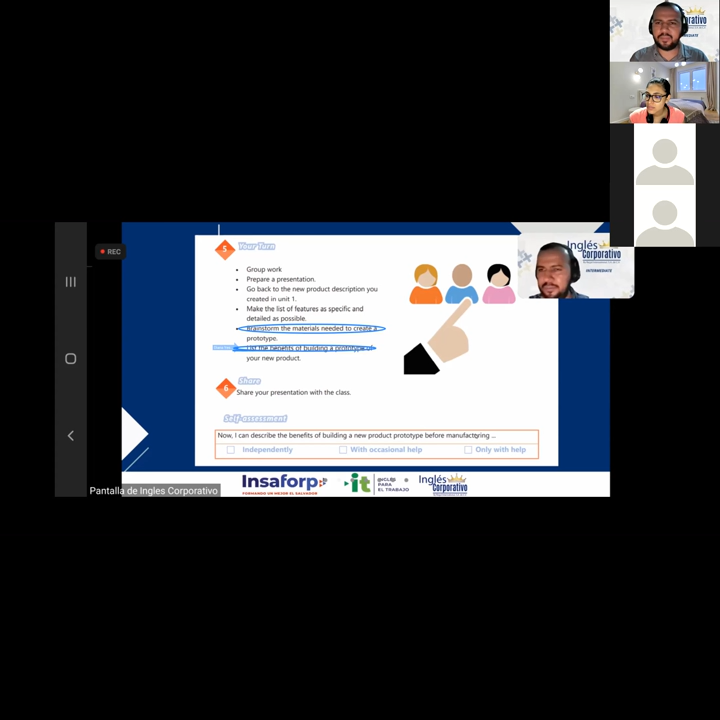 INTERMEDIATE
REC
Inglés
Corporativo
INTERMEDIATE
5 Your Turn
• Group work
• Prepare a presentation.
• Go back to the new product description you
created in unit 1.
• Make the list of features as specific and
detailed as possible.
• Brainstorm the materials needed to create a
prototype.
• List the benefits of building a prototype of
your new product.
6 Share
Share your presentation with the class.
Self-assessment
Now, I can describe the benefits of building a new product prototype before manufacturing ...
Independently
With occasional help
Only with help
Insaforp
FORMANDO UN MEJOR EL SALVADOR
it
INGLÉS
PARA
EL TRABAJO
Inglés
Corporativo
Pantalla de Ingles Corporativo